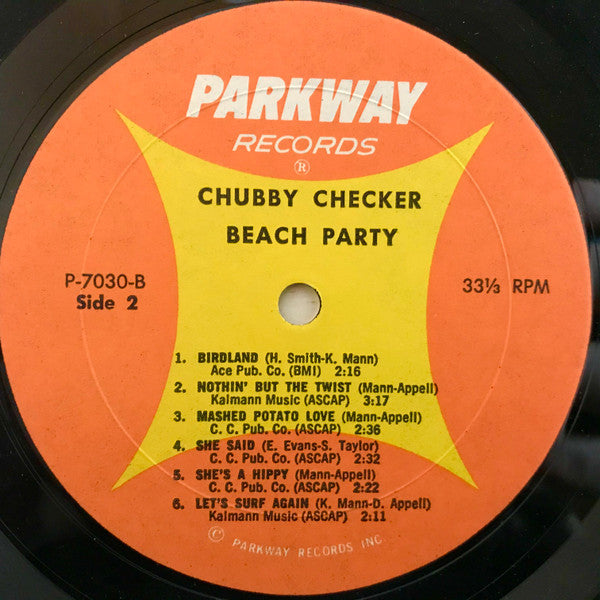 PARKWAY
RECORDS
®
CHUBBY CHECKER
BEACH PARTY
P-7030-B
Side 2
33⅓ RPM
1. BIRDLAND (H. Smith-K. Mann)
Ace Pub. Co. (BMI) 2:16
2. NOTHIN' BUT THE TWIST (Mann-Appell)
Kalmann Music (ASCAP) 3:17
3. MASHED POTATO LOVE (Mann-Appell)
C. C. Pub. Co. (ASCAP) 2:36
4. SHE SAID (E. Evans-S. Taylor)
C. C. Pub. Co. (ASCAP) 2:32
5. SHE'S A HIPPY (Mann-Appell)
C. C. Pub. Co. (ASCAP) 2:22
6. LET'S SURF AGAIN (K. Mann-D. Appell)
Kalmann Music (ASCAP) 2:11
© PARKWAY RECORDS INC.